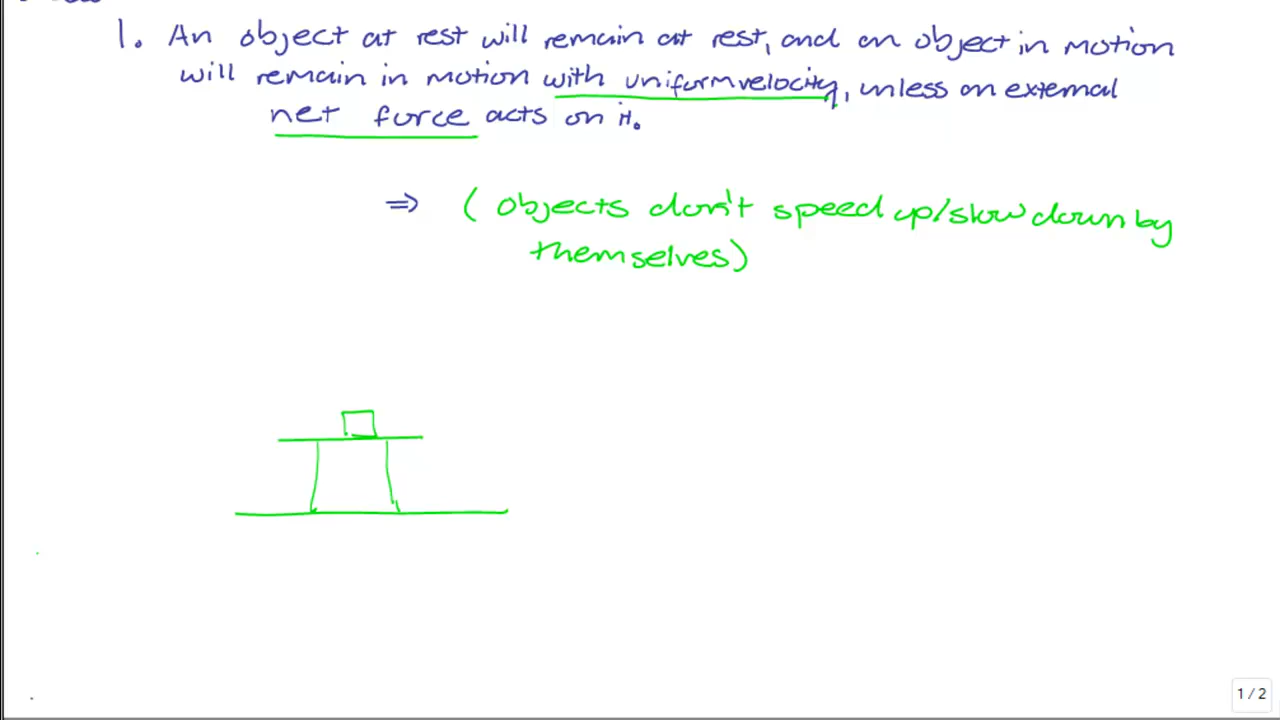 1. An object at rest will remain at rest, and an object in motion
will remain in motion with uniform velocity, unless an external
net force acts on it.
⇒ (objects don't speed up/slow down by
themselves)
1 / 2